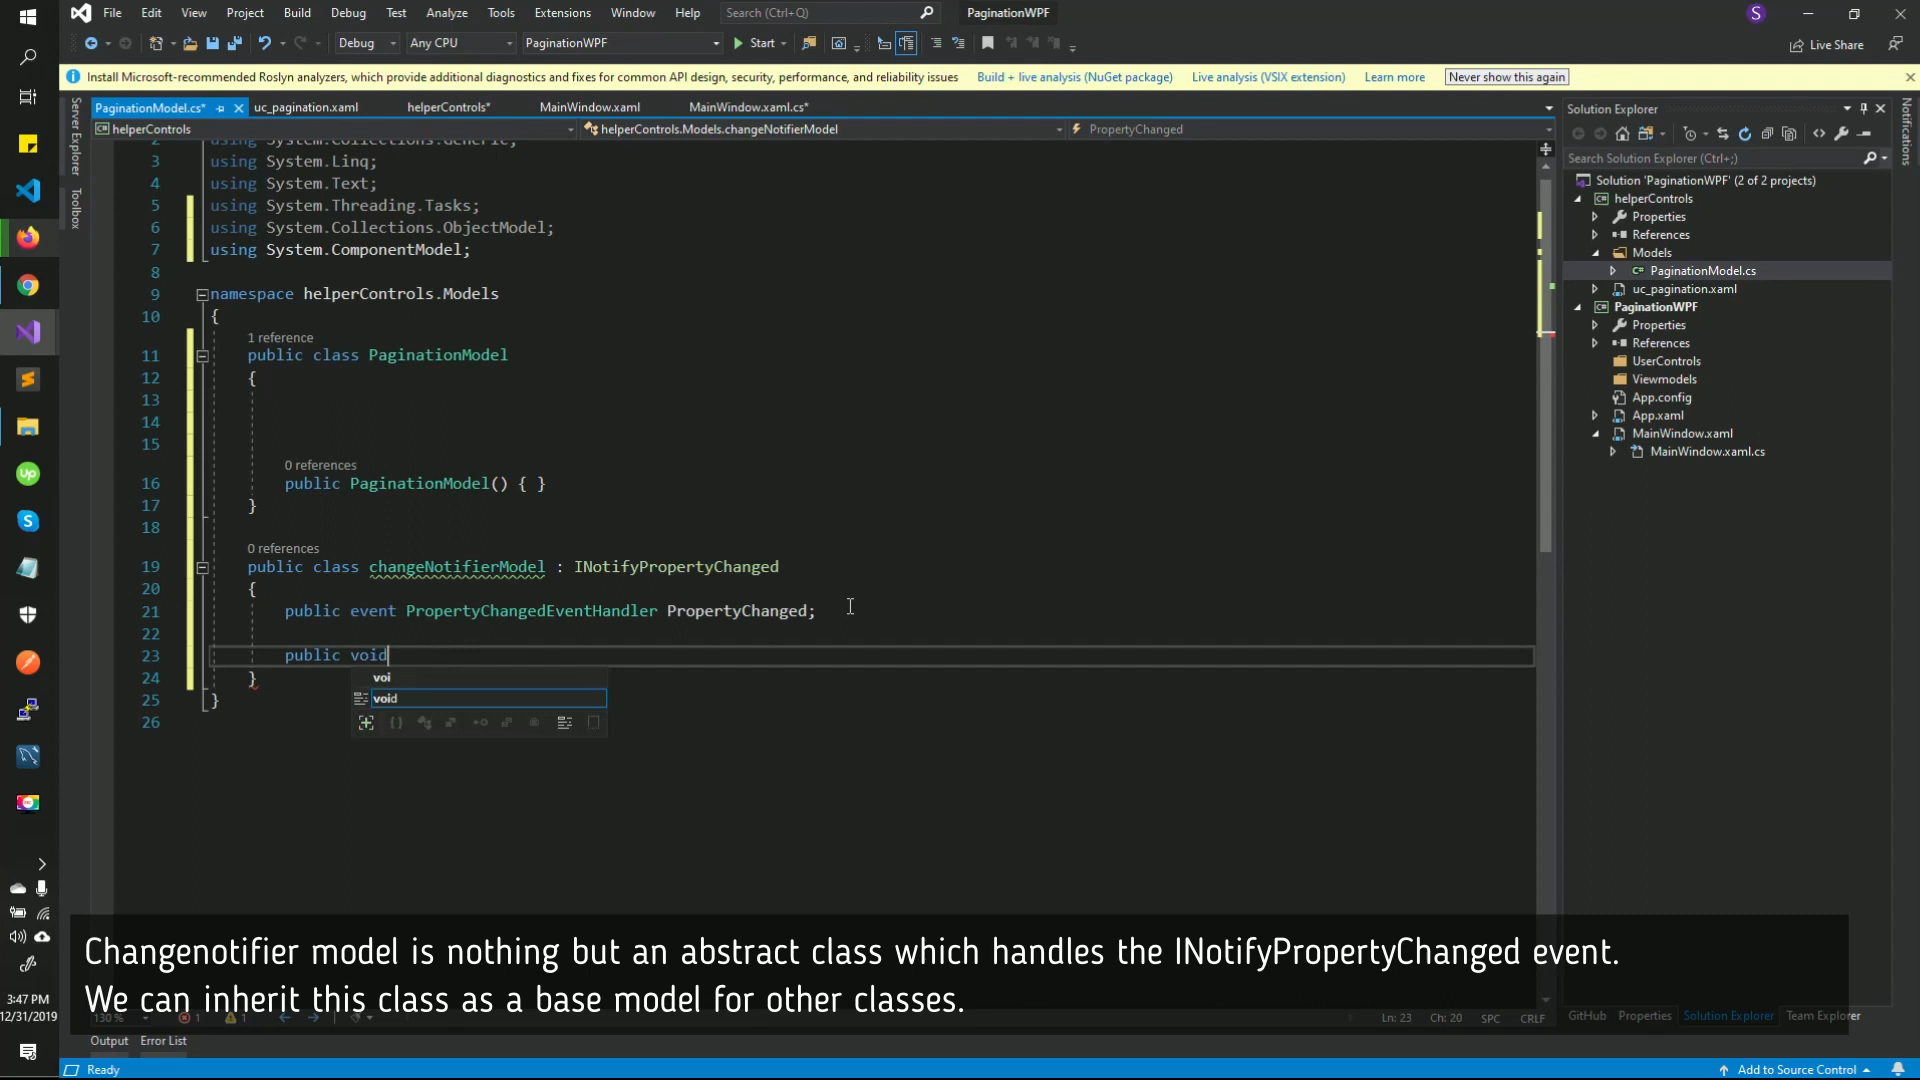 File Edit View Project Build Debug Test Analyze Tools Extensions Window Help Search (Ctrl+Q) PaginationWPF S
Debug Any CPU PaginationWPF Start Live Share
Install Microsoft-recommended Roslyn analyzers, which provide additional diagnostics and fixes for common API design, security, performance, and reliability issues Build + live analysis (NuGet package) Live analysis (VSIX extension) Learn more Never show this again
PaginationModel.cs* uc_pagination.xaml helperControls* MainWindow.xaml MainWindow.xaml.cs*
helperControls helperControls.Models.changeNotifierModel PropertyChanged
Server Explorer
Toolbox
2 using System.Collections.Generic;
3 using System.Linq;
4 using System.Text;
5 using System.Threading.Tasks;
6 using System.Collections.ObjectModel;
7 using System.ComponentModel;
8
9 namespace helperControls.Models
10 {
1 reference
11 public class PaginationModel
12 {
13
14
15
0 references
16 public PaginationModel() { }
17 }
18
0 references
19 public class changeNotifierModel : INotifyPropertyChanged
20 {
21 public event PropertyChangedEventHandler PropertyChanged;
22
23 public void
24 }
voi
void
25 }
26
Solution Explorer
Search Solution Explorer (Ctrl+;)
Solution 'PaginationWPF' (2 of 2 projects)
helperControls
Properties
References
Models
PaginationModel.cs
uc_pagination.xaml
PaginationWPF
Properties
References
UserControls
Viewmodels
App.config
App.xaml
MainWindow.xaml
MainWindow.xaml.cs
Notifications
Changenotifier model is nothing but an abstract class which handles the INotifyPropertyChanged event.
We can inherit this class as a base model for other classes.
3:47 PM
12/31/2019
130 % 1 1 Ln: 23 Ch: 20 SPC CRLF
GitHub Properties Solution Explorer Team Explorer
Output Error List
Ready Add to Source Control